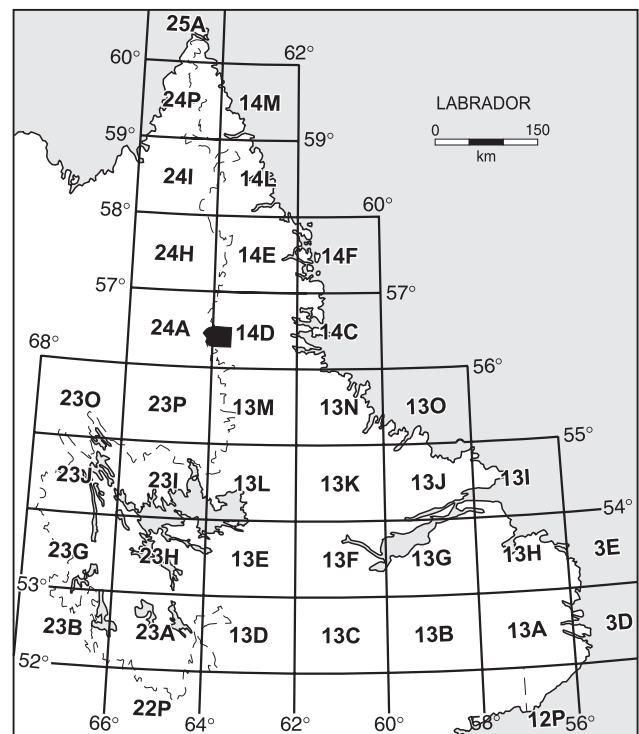 25A
60° 62°
24P 14M LABRADOR
0 150
km
59° 59°
24I 14L
58° 60°
24H 14E 14F
57° 57°
24A 14D 14C
68° 56°
23O 23P 13M 13N 13O
55°
23J 23I 13L 13K 13J 13I
54°
23G 23H 13E 13F 13G 13H 3E
53°
23B 23A 13D 13C 13B 13A 3D
52°
22P 12P
66° 64° 62° 60° 58° 56°